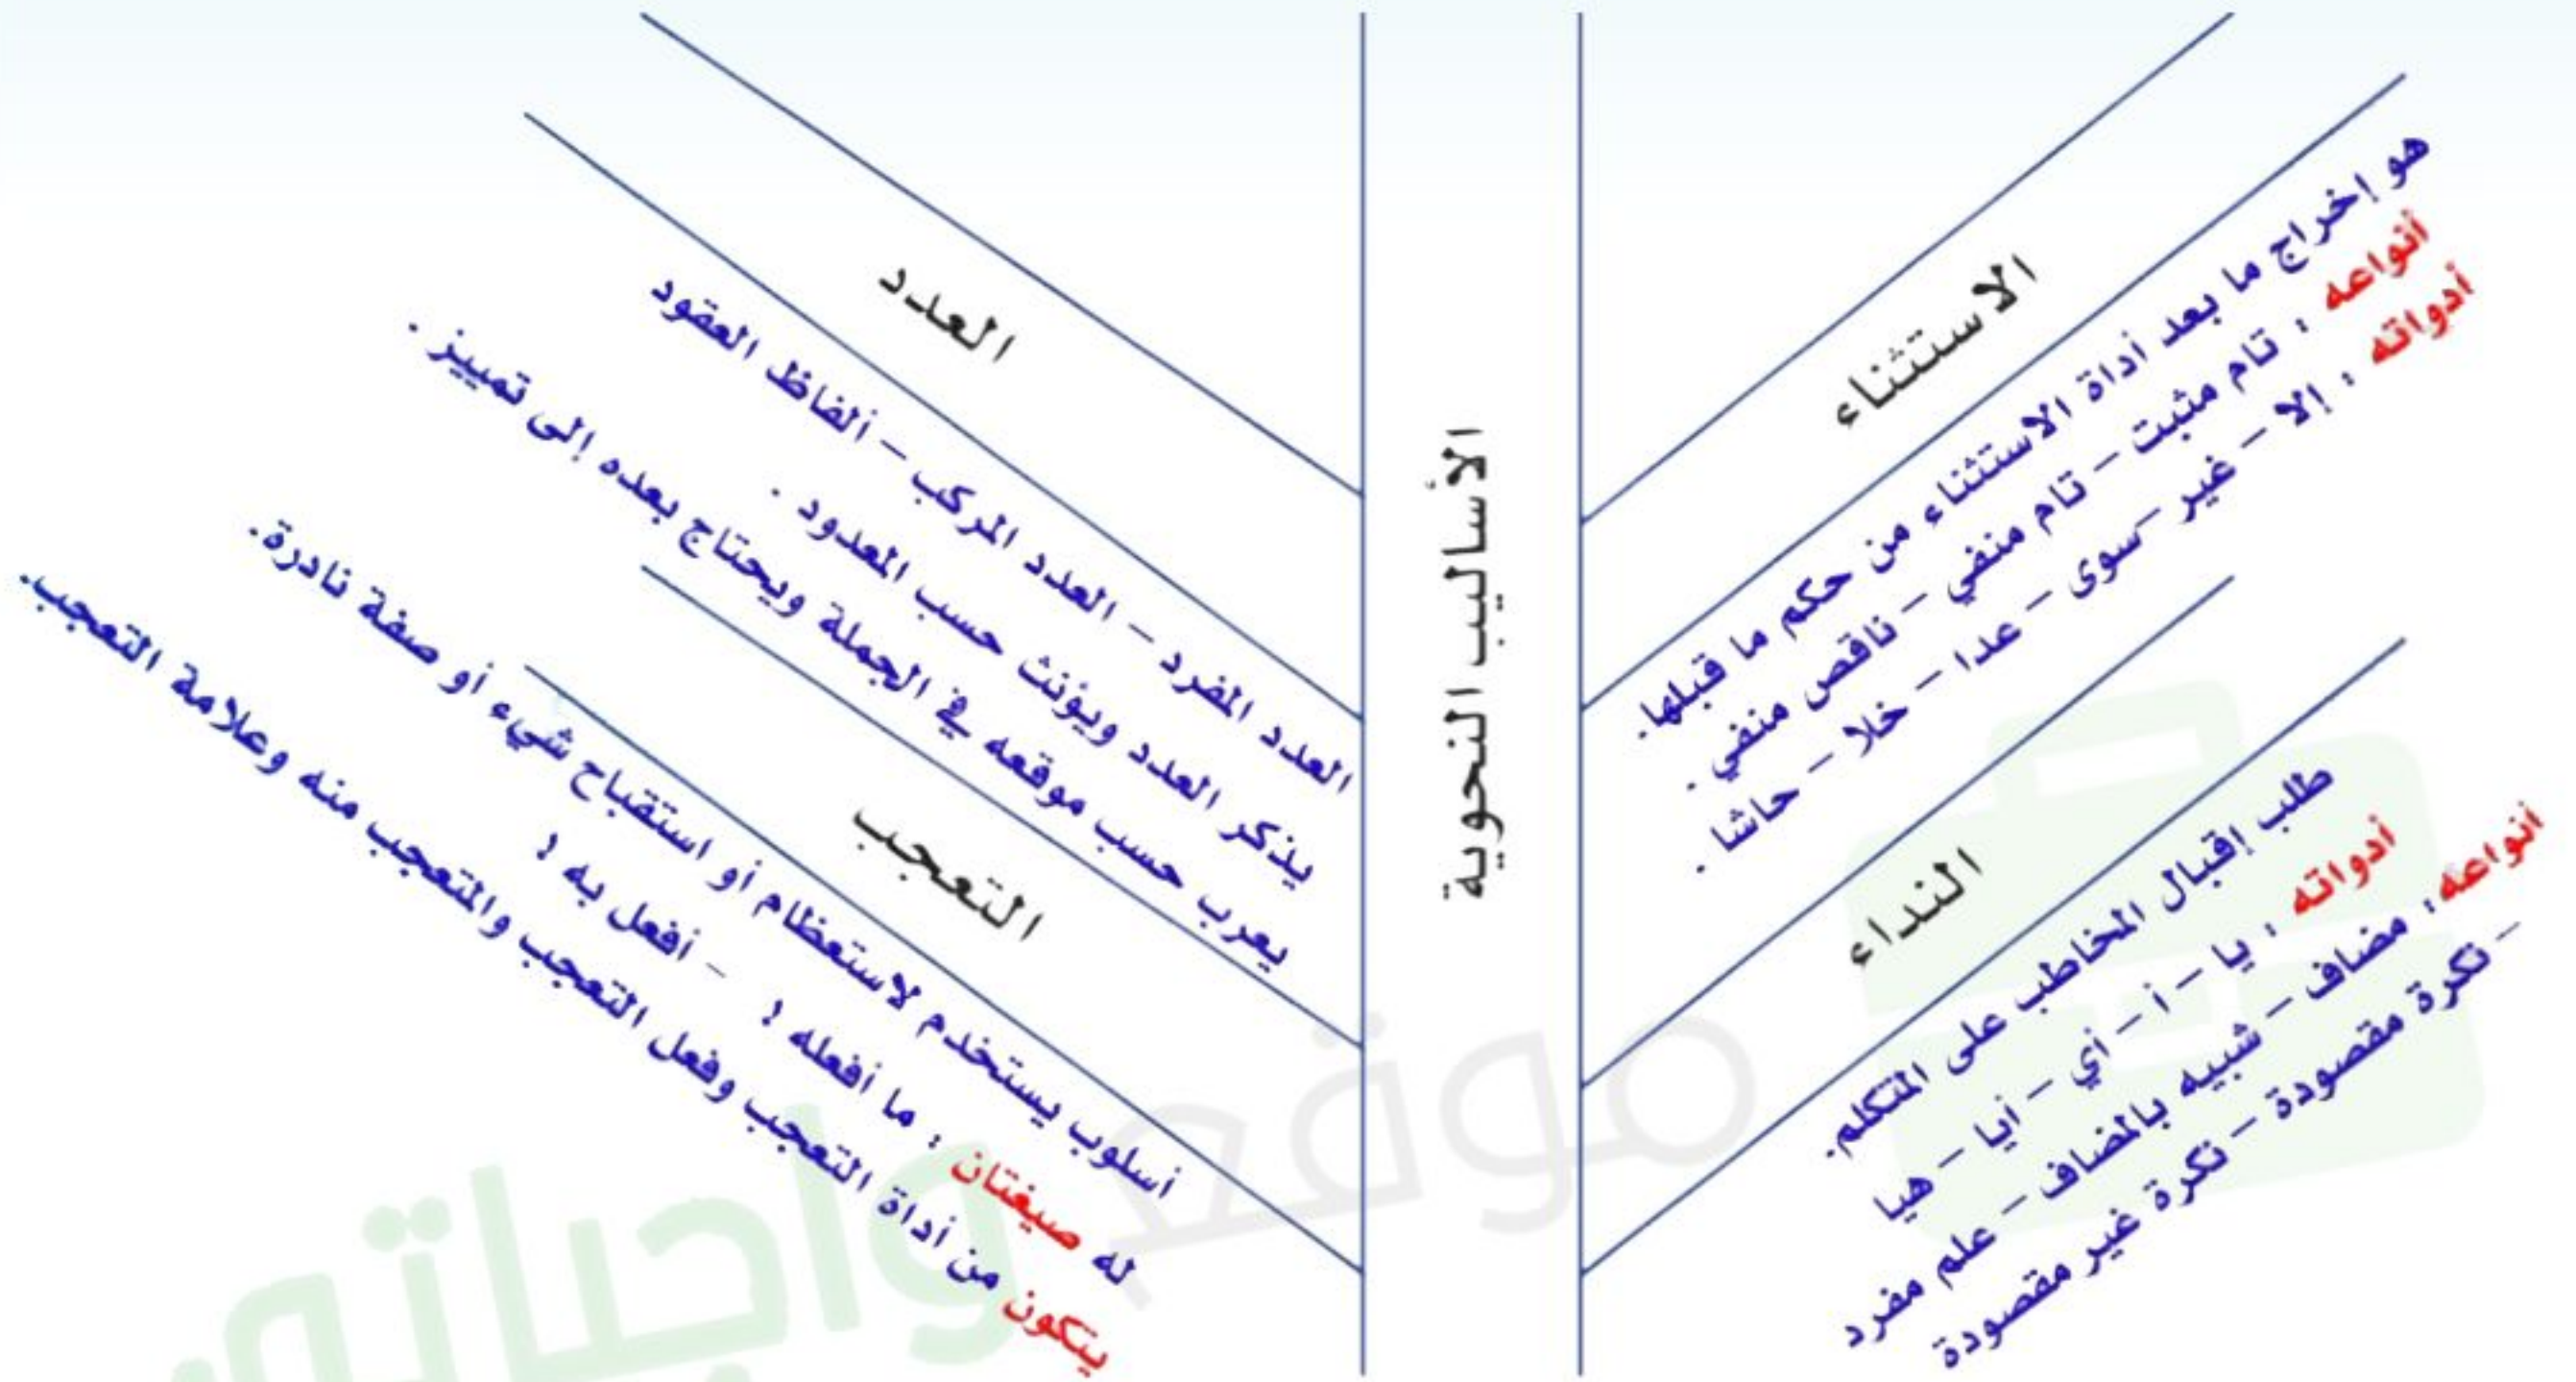 الأساليب النحوية
الاستثناء
هو إخراج ما بعد أداة الاستثناء من حكم ما قبلها.
أنواعه : تام مثبت – تام منفي – ناقص منفي .
أدواته : إلا – غير – سوى – عدا – خلا – حاشا .
النداء
طلب إقبال المخاطب على المتكلم.
أدواته : يا – أ – أي – أيا – هيا
أنواعه: مضاف – شبيه بالمضاف – علم مفرد
– نكرة مقصودة – نكرة غير مقصودة
العدد
العدد المفرد – العدد المركب – ألفاظ العقود
يذكر العدد ويؤنث حسب المعدود .
يعرب حسب موقعه في الجملة ويحتاج بعده إلى تمييز .
التعجب
أسلوب يستخدم لاستعظام أو استقباح شيء أو صفة نادرة.
له صيغتان : ما أفعله ! – أفعل به !
يتكون من أداة التعجب وفعل التعجب والمتعجب منه وعلامة التعجب.
موقع
واجباتي